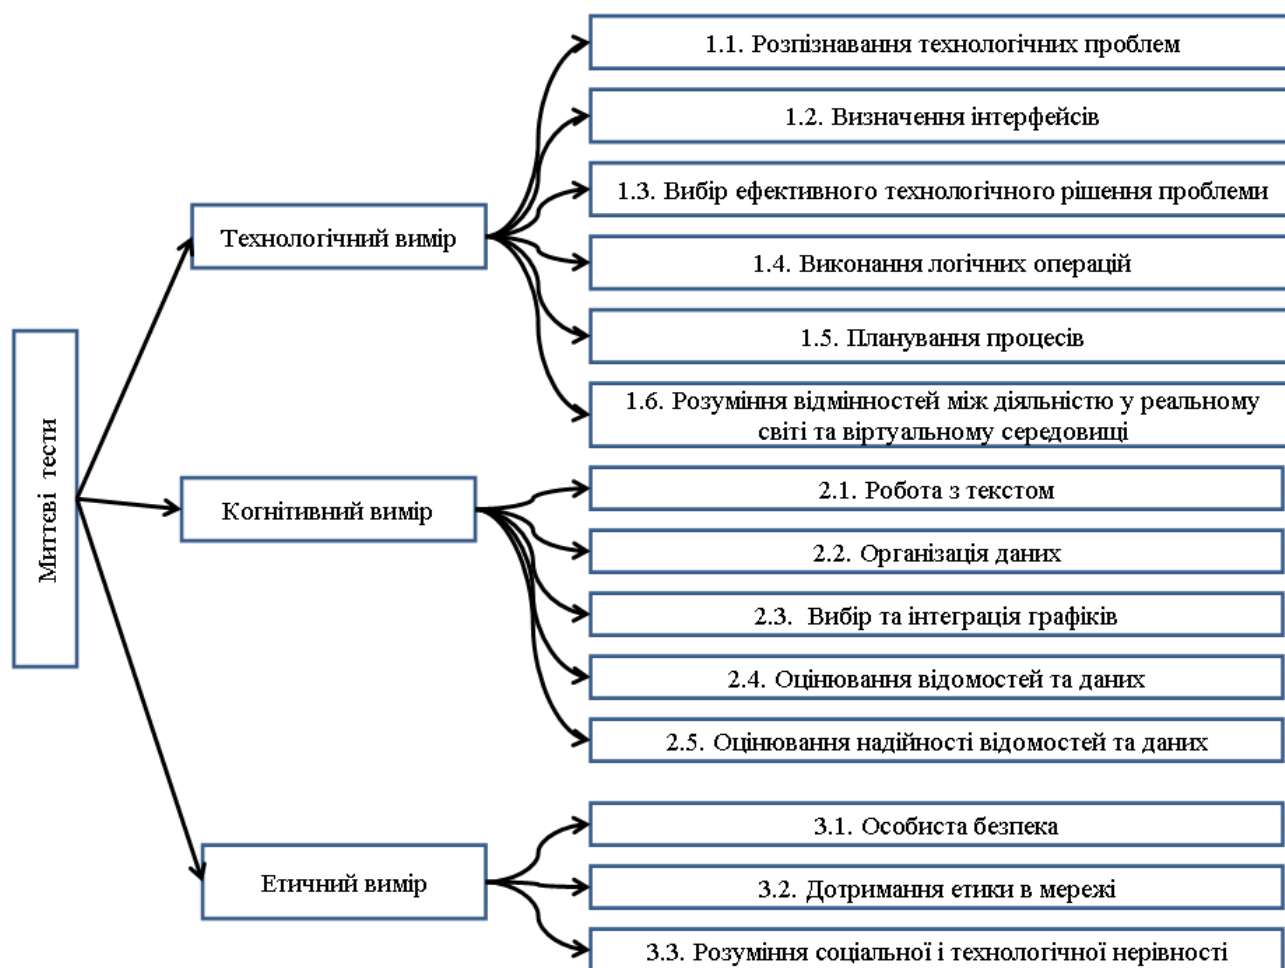 Миттєві тести
Технологічний вимір
1.1. Розпізнавання технологічних проблем
1.2. Визначення інтерфейсів
1.3. Вибір ефективного технологічного рішення проблеми
1.4. Виконання логічних операцій
1.5. Планування процесів
1.6. Розуміння відмінностей між діяльністю у реальному
світі та віртуальному середовищі
Когнітивний вимір
2.1. Робота з текстом
2.2. Організація даних
2.3. Вибір та інтеграція графіків
2.4. Оцінювання відомостей та даних
2.5. Оцінювання надійності відомостей та даних
Етичний вимір
3.1. Особиста безпека
3.2. Дотримання етики в мережі
3.3. Розуміння соціальної і технологічної нерівності